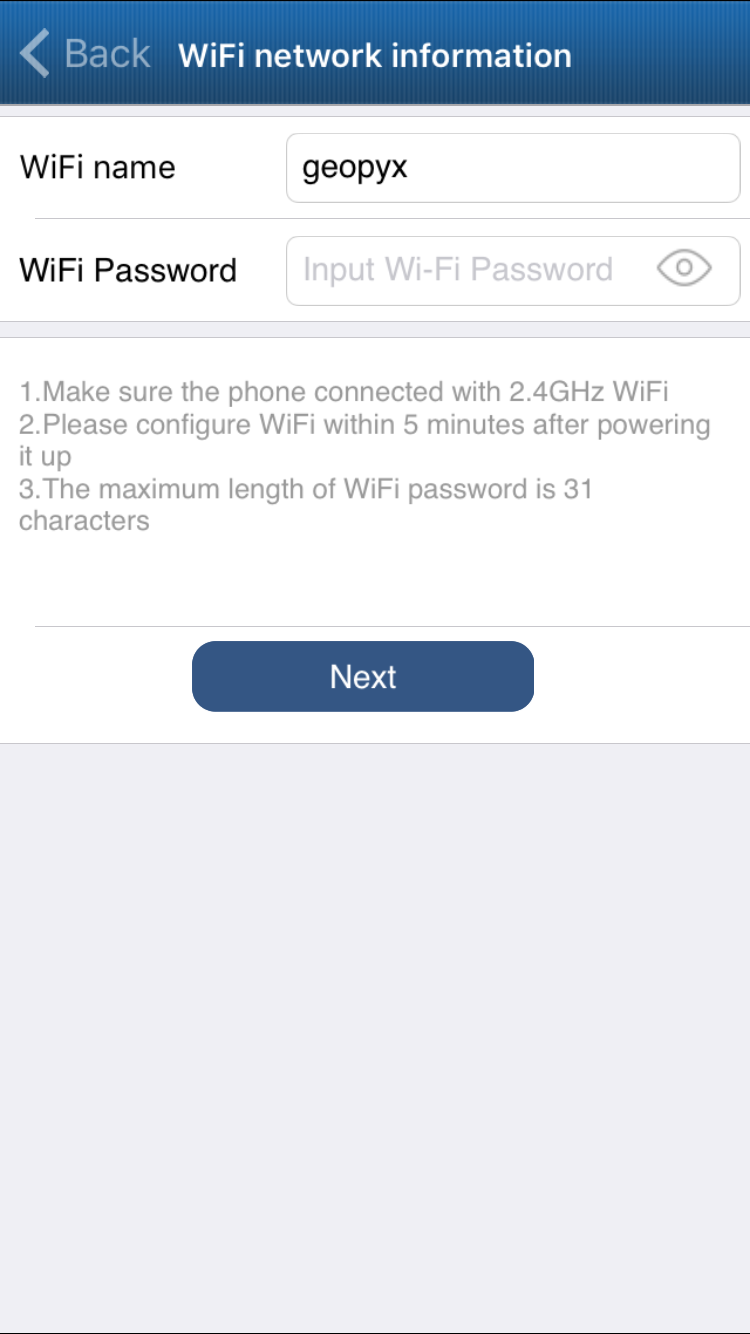 Back WiFi network information
WiFi name geopyx
WiFi Password Input Wi-Fi Password
1.Make sure the phone connected with 2.4GHz WiFi
2.Please configure WiFi within 5 minutes after powering
it up
3.The maximum length of WiFi password is 31
characters
Next